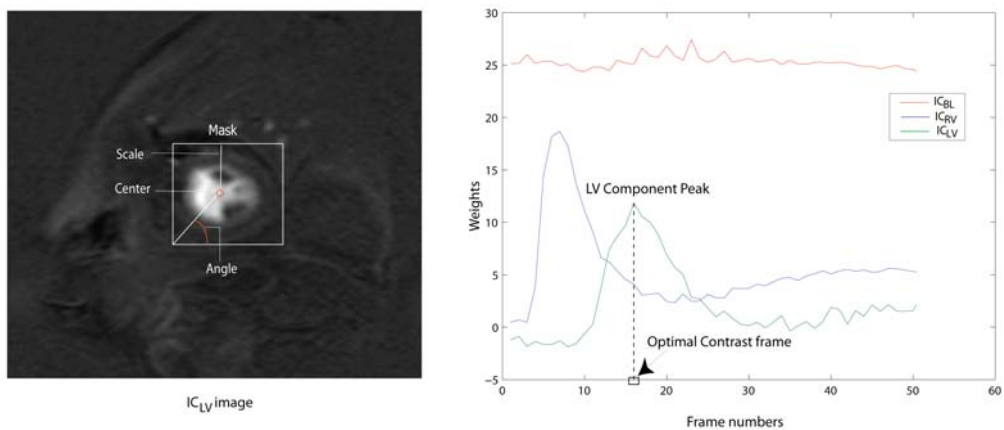 Mask
Scale
Center
Angle
IC_LV image
30
25
20
15
10
5
0
−5
Weights
IC_BL
IC_RV
IC_LV
LV Component Peak
Optimal Contrast frame
0 10 20 30 40 50 60
Frame numbers